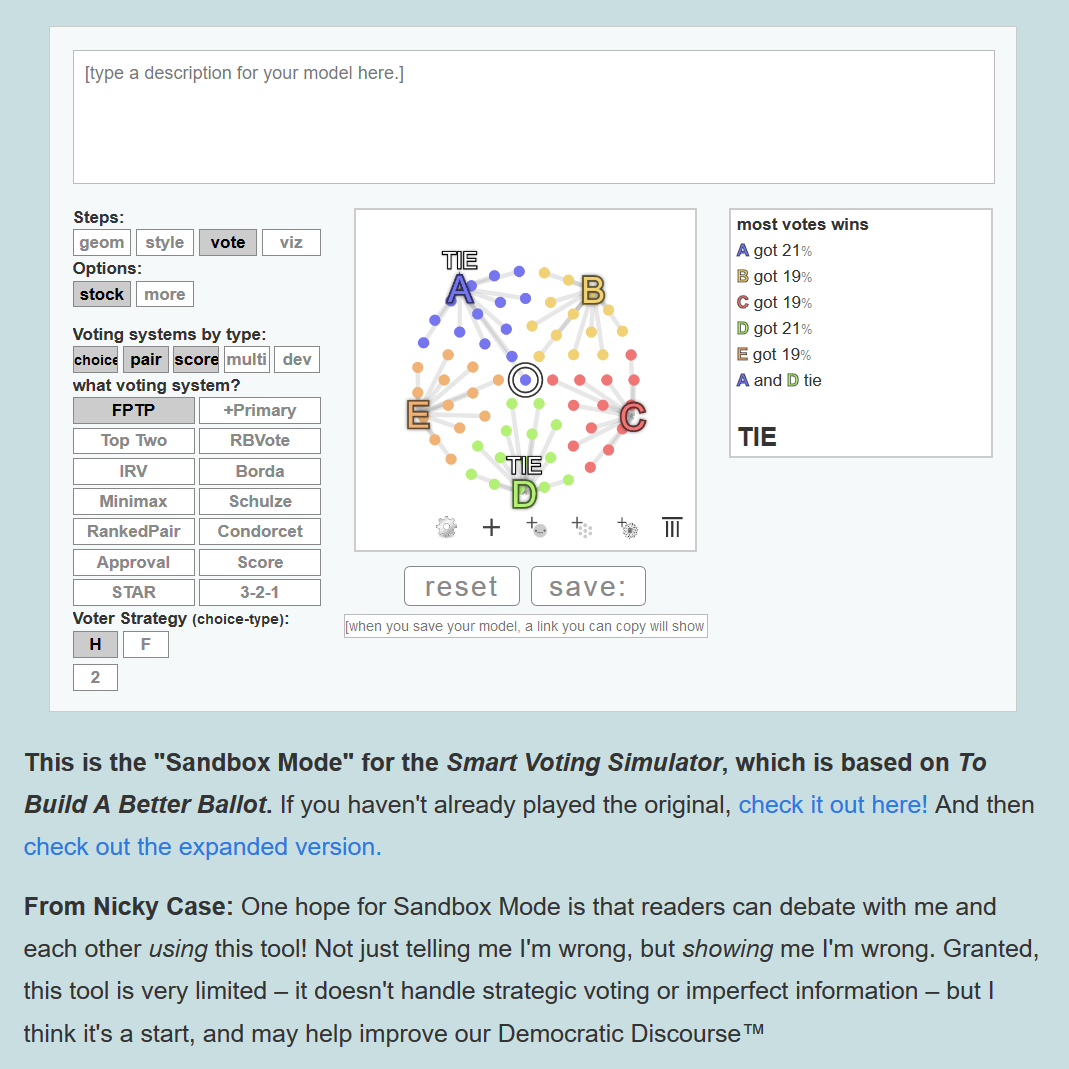 [type a description for your model here.]
Steps:
geom style vote viz
Options:
stock more
Voting systems by type:
choice pair score multi dev
what voting system?
FPTP +Primary
Top Two RBVote
IRV Borda
Minimax Schulze
RankedPair Condorcet
Approval Score
STAR 3-2-1
Voter Strategy (choice-type):
H F
2
TIE
A
B
E
C
TIE
D
reset save:
[when you save your model, a link you can copy will show
most votes wins
A got 21%
B got 19%
C got 19%
D got 21%
E got 19%
A and D tie
TIE
This is the "Sandbox Mode" for the Smart Voting Simulator, which is based on To
Build A Better Ballot. If you haven't already played the original, check it out here! And then
check out the expanded version.
From Nicky Case: One hope for Sandbox Mode is that readers can debate with me and
each other using this tool! Not just telling me I'm wrong, but showing me I'm wrong. Granted,
this tool is very limited – it doesn't handle strategic voting or imperfect information – but I
think it's a start, and may help improve our Democratic Discourse™